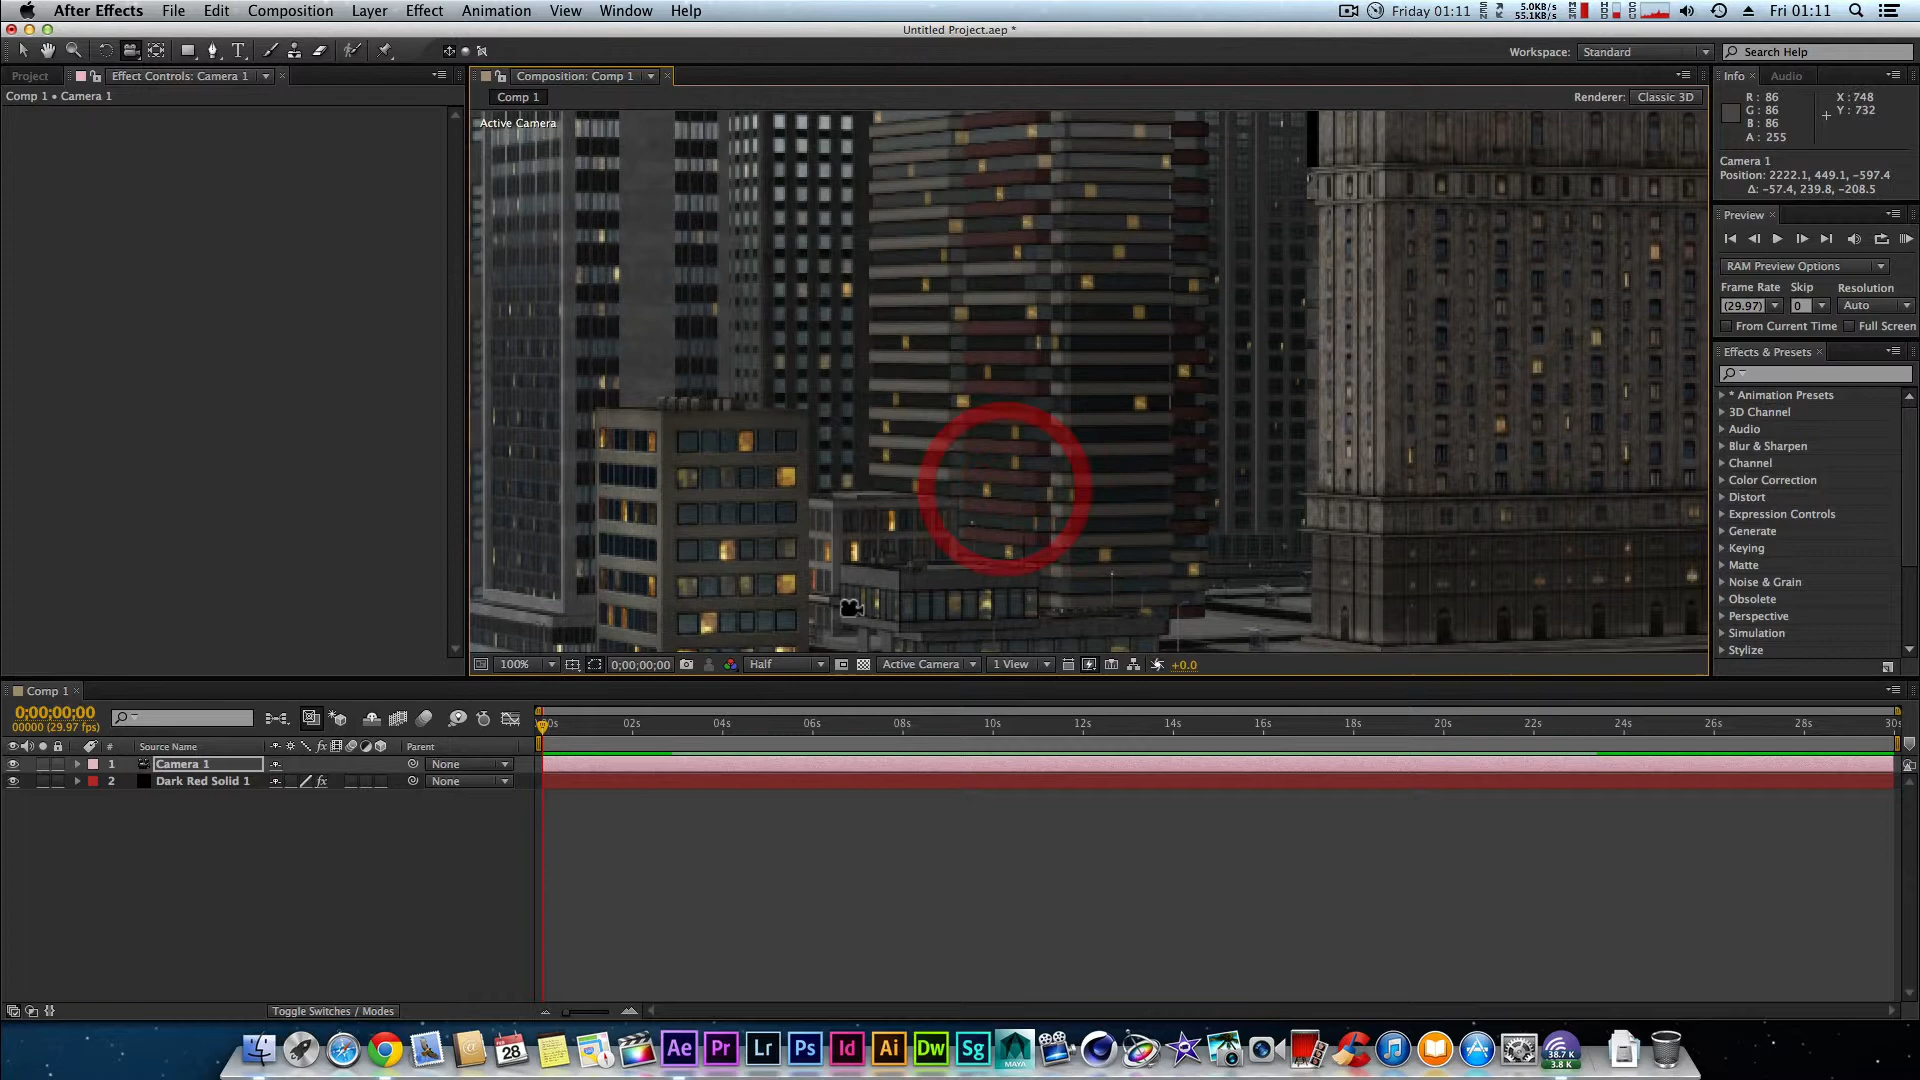 After Effects File Edit Composition Layer Effect Animation View Window Help
Friday 01:11 5.0KB/s 55.1KB/s Fri 01:11
Untitled Project.aep *
Workspace: Standard Search Help
Project Effect Controls: Camera 1
Comp 1 • Camera 1
Composition: Comp 1
Comp 1
Renderer: Classic 3D
Active Camera
Info Audio
R : 86 X : 748
G : 86 Y : 732
B : 86
A : 255
Camera 1
Position: 2222.1, 449.1, -597.4
Δ: -57.4, 239.8, -208.5
Preview
RAM Preview Options
Frame Rate Skip Resolution
(29.97) 0 Auto
From Current Time Full Screen
Effects & Presets
* Animation Presets
3D Channel
Audio
Blur & Sharpen
Channel
Color Correction
Distort
Expression Controls
Generate
Keying
Matte
Noise & Grain
Obsolete
Perspective
Simulation
Stylize
100% 0;00;00;00 Half Active Camera 1 View +0.0
Comp 1
0;00;00;00
00000 (29.97 fps)
:00s 02s 04s 06s 08s 10s 12s 14s 16s 18s 20s 22s 24s 26s 28s 30s
# Source Name fx Parent
1 Camera 1 None
2 Dark Red Solid 1 fx None
Toggle Switches / Modes
FEB 28 Ae Pr Lr Ps Id Ai Dw Sg MAYA 38.7 K 3.8 K